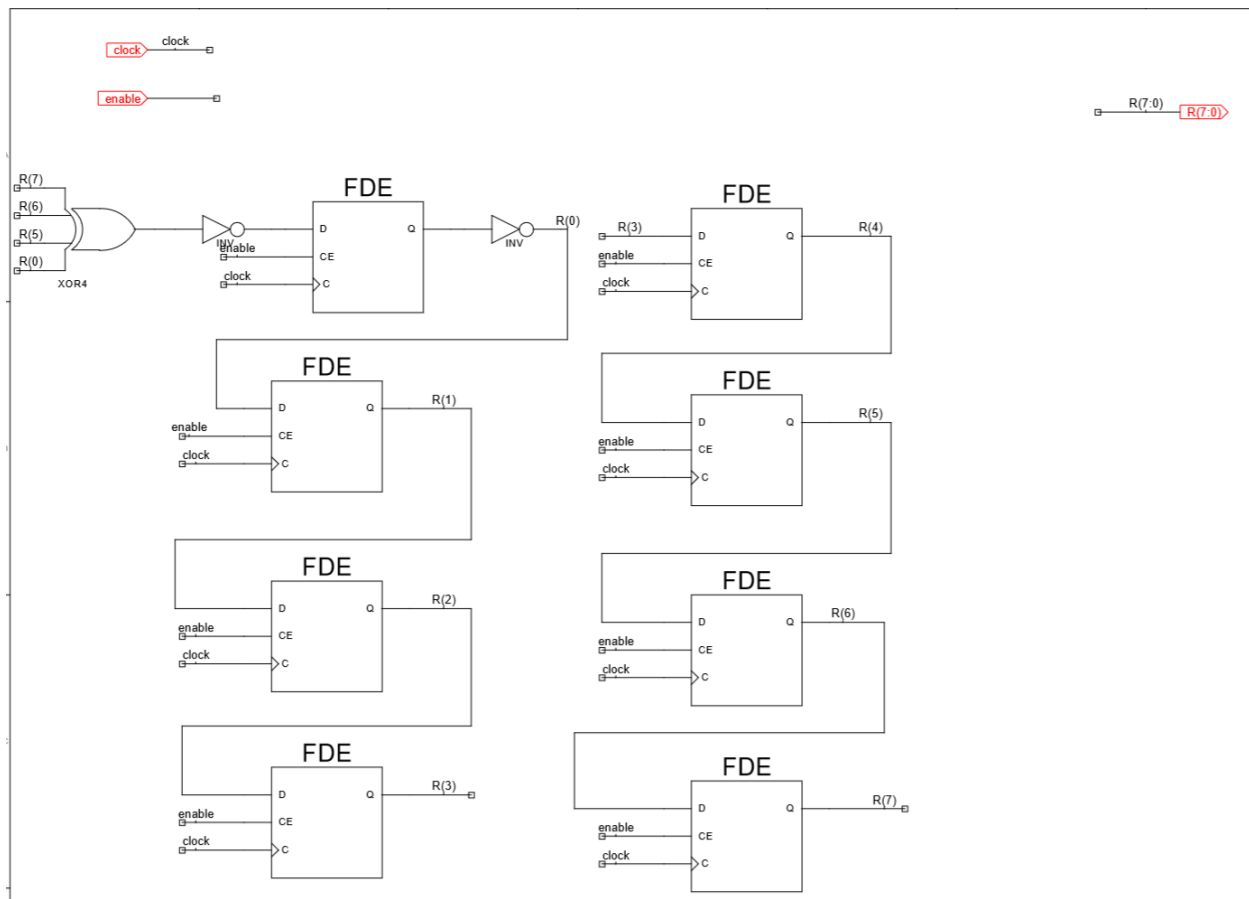 clock clock
enable
R(7:0) R(7:0)
R(7)
R(6)
R(5)
R(0)
XOR4
INV
FDE
D Q
enable CE
clock C
INV
R(0)
FDE
D Q R(1)
enable CE
clock C
FDE
D Q R(2)
enable CE
clock C
FDE
D Q R(3)
enable CE
clock C
FDE
R(3) D Q R(4)
enable CE
clock C
FDE
D Q R(5)
enable CE
clock C
FDE
D Q R(6)
enable CE
clock C
FDE
D Q R(7)
enable CE
clock C